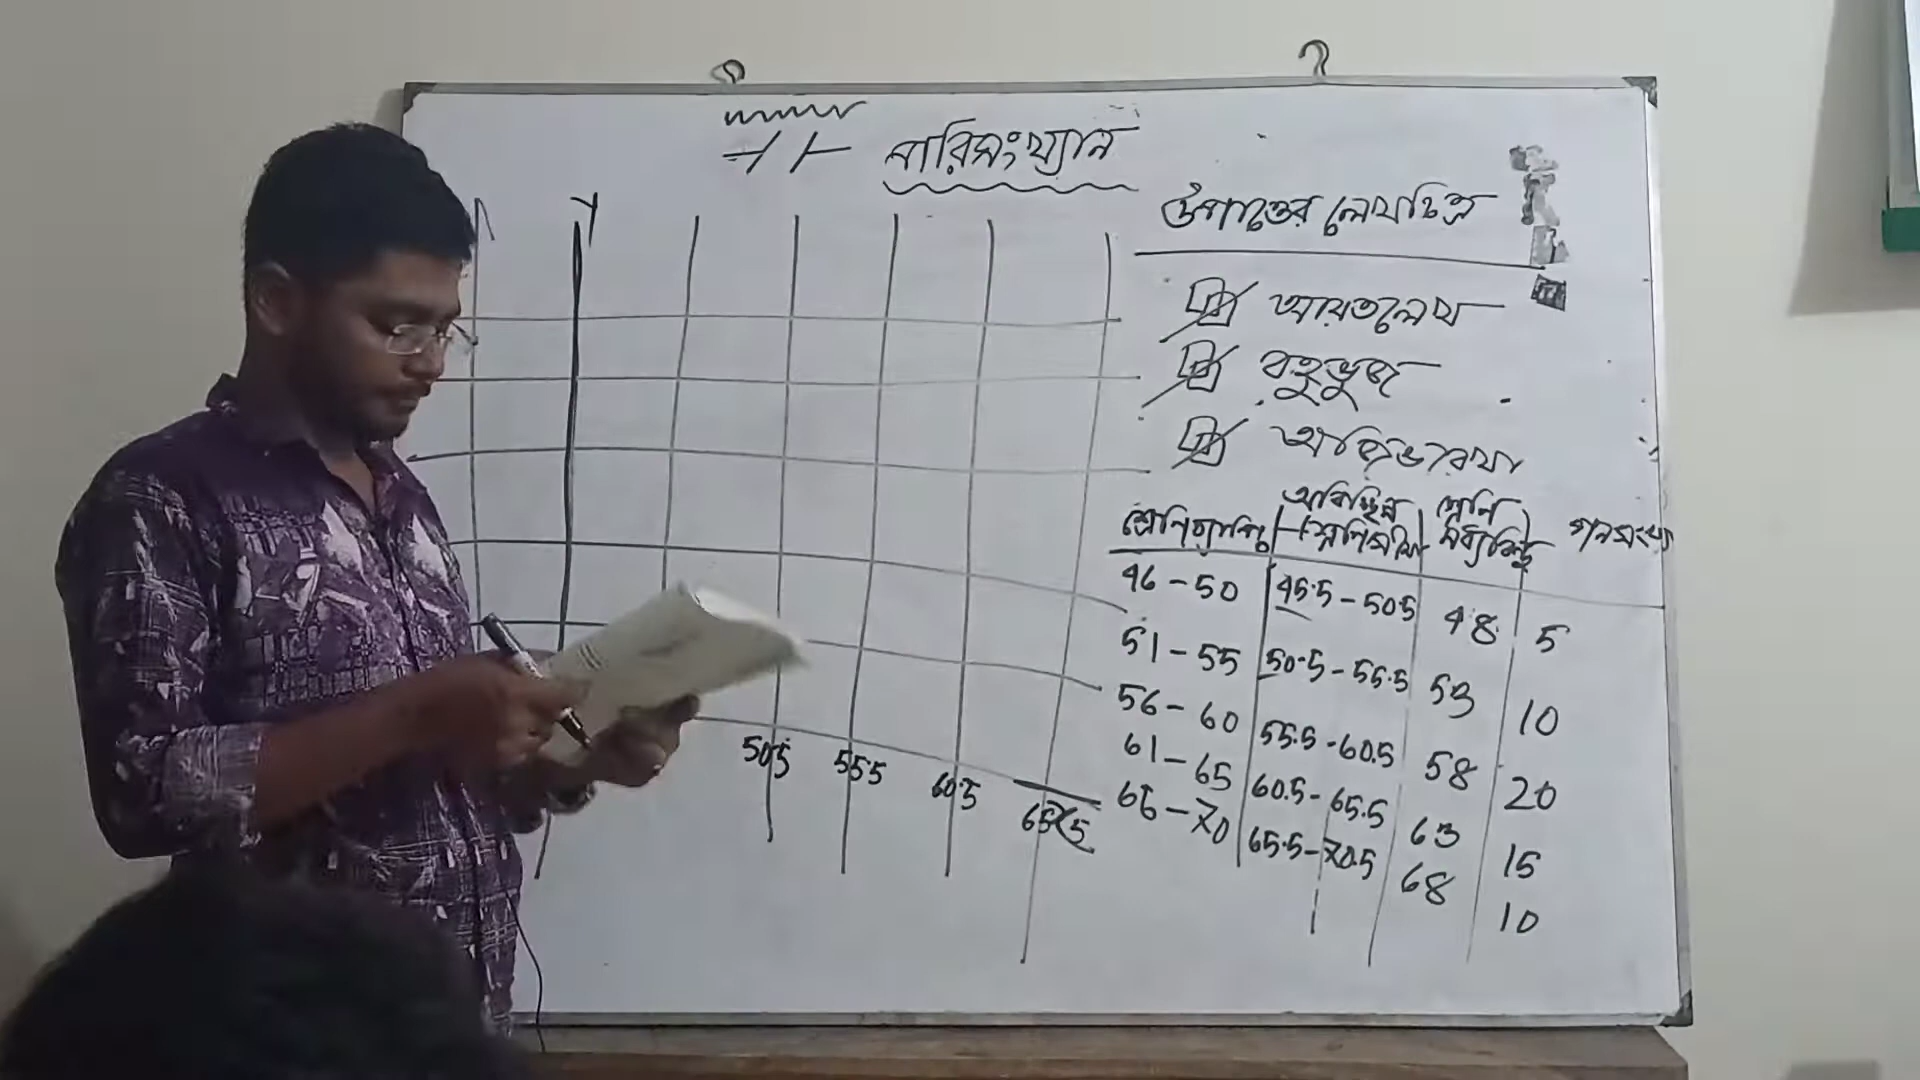 পরিসংখ্যান
উপাত্তের লেখচিত্র
আয়তলেখ
বহুভুজ
অজিভরেখা
শ্রেণিব্যাপ্তি অবিচ্ছিন্ন শ্রেণিসীমা শ্রেণি মধ্যবিন্দু গনসংখ্যা
46 - 50 45.5 - 50.5 48 5
51 - 55 50.5 - 55.5 53 10
56 - 60 55.5 - 60.5 58 20
61 - 65 60.5 - 65.5 63 15
66 - 70 65.5 - 70.5 68 10
Y
50.5 55.5 60.5 65.5